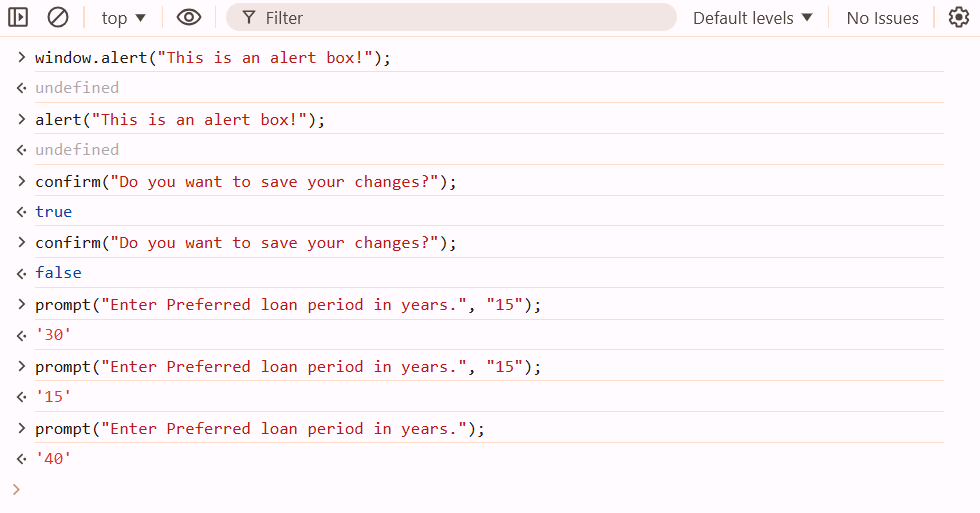 top Filter Default levels No Issues
window.alert("This is an alert box!");
undefined
alert("This is an alert box!");
undefined
confirm("Do you want to save your changes?");
true
confirm("Do you want to save your changes?");
false
prompt("Enter Preferred loan period in years.", "15");
'30'
prompt("Enter Preferred loan period in years.", "15");
'15'
prompt("Enter Preferred loan period in years.");
'40'